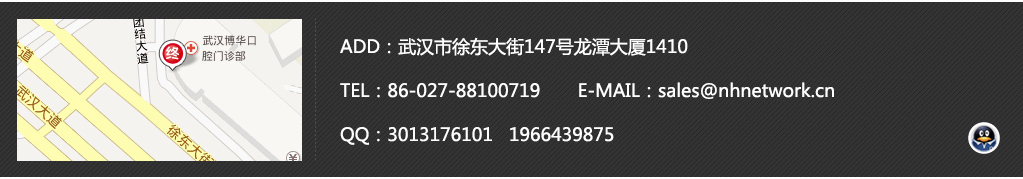 团结大道
终
武汉博华口
腔门诊部
武汉大道
徐东大街
大道
ADD：武汉市徐东大街147号龙潭大厦1410
TEL：86-027-88100719 E-MAIL：sales@nhnetwork.cn
QQ：3013176101 1966439875